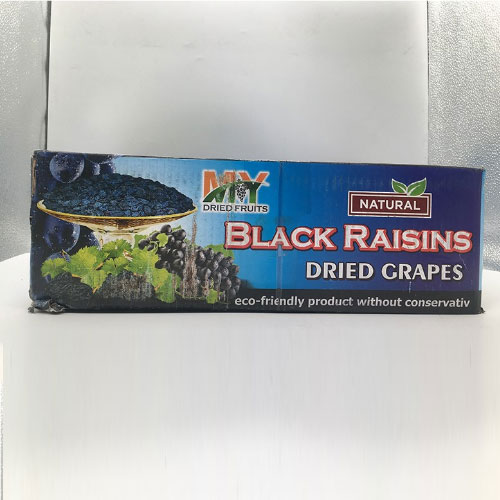 MY
DRIED FRUITS
NATURAL
BLACK RAISINS
DRIED GRAPES
eco-friendly product without conservativ